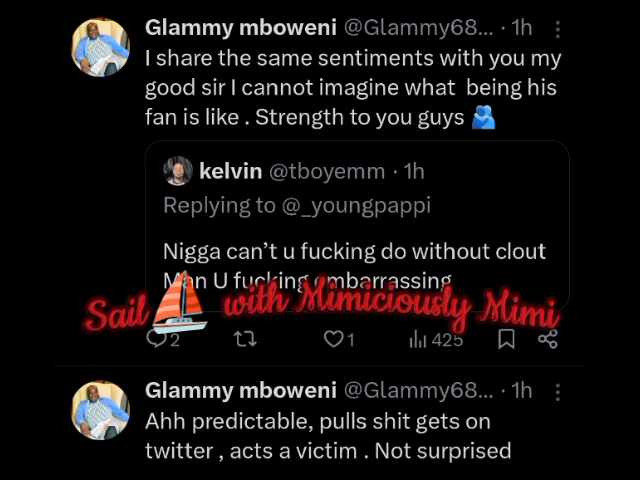 Glammy mboweni @Glammy68... · 1h
I share the same sentiments with you my
good sir I cannot imagine what being his
fan is like . Strength to you guys 🫂
kelvin @tboyemm · 1h
Replying to @_youngpappi
Nigga can’t u fucking do without clout
Man U fucking embarrassing
Sail⛵ with Mimiciously Mimi
2 1 425
Glammy mboweni @Glammy68... · 1h
Ahh predictable, pulls shit gets on
twitter , acts a victim . Not surprised